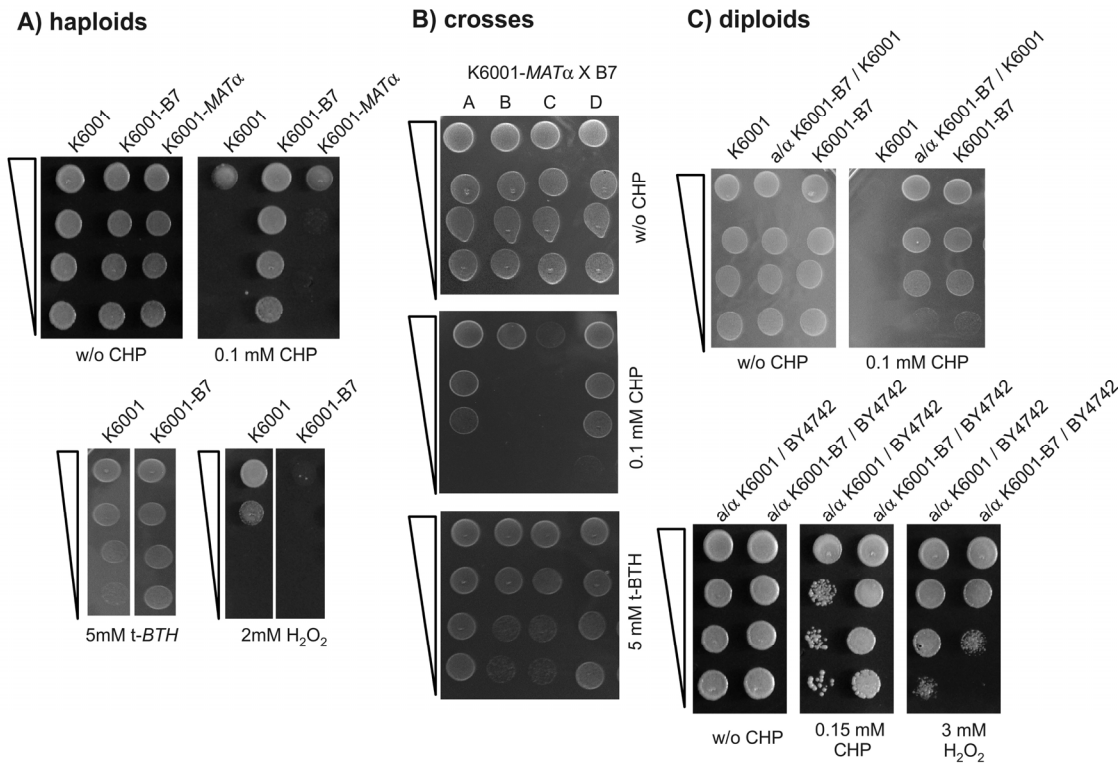 A) haploids
K6001
K6001-B7
K6001-MATα
K6001
K6001-B7
K6001-MATα
w/o CHP
0.1 mM CHP
K6001
K6001-B7
K6001
K6001-B7
5mM t-BTH
2mM H₂O₂
B) crosses
K6001-MATα X B7
A B C D
w/o CHP
0.1 mM CHP
5 mM t-BTH
C) diploids
K6001
a/α K6001-B7 / K6001
K6001-B7
K6001
a/α K6001-B7 / K6001
K6001-B7
w/o CHP
0.1 mM CHP
a/α K6001 / BY4742
a/α K6001-B7 / BY4742
a/α K6001 / BY4742
a/α K6001-B7 / BY4742
a/α K6001 / BY4742
a/α K6001-B7 / BY4742
w/o CHP
0.15 mM
CHP
3 mM
H₂O₂